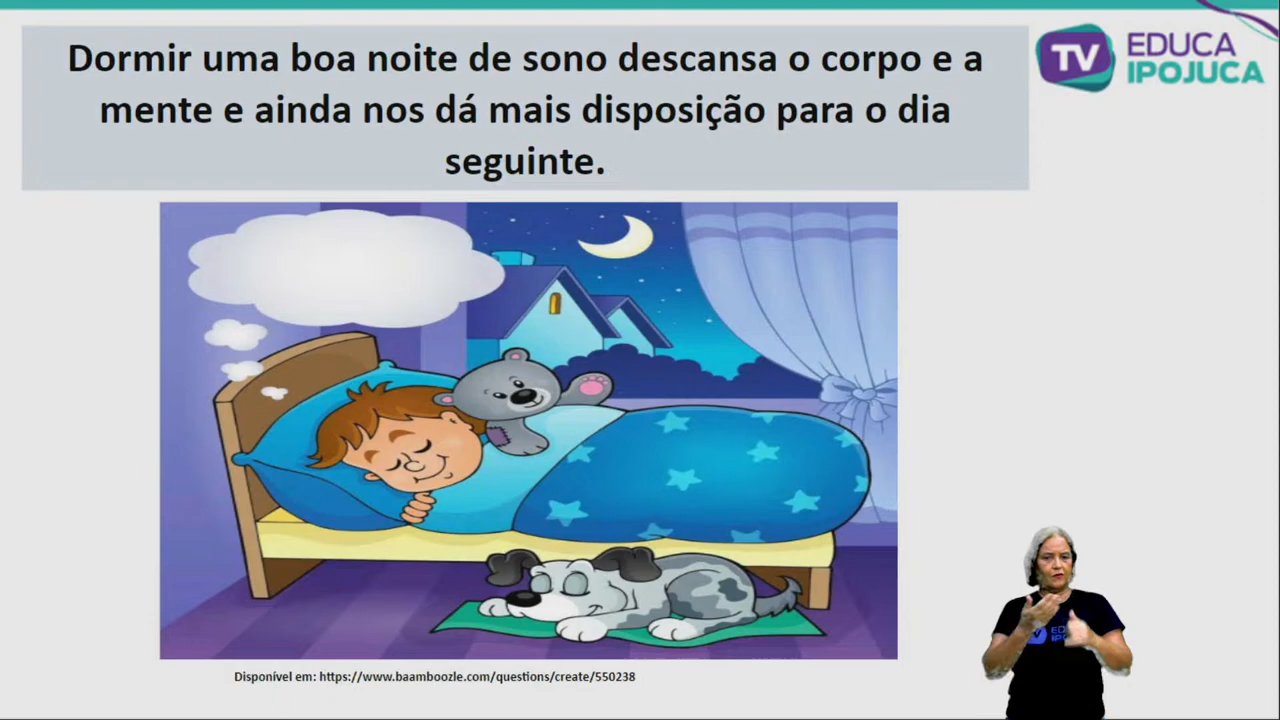 Dormir uma boa noite de sono descansa o corpo e a
mente e ainda nos dá mais disposição para o dia
seguinte.
TV EDUCA
IPOJUCA
Disponível em: https://www.baamboozle.com/questions/create/550238
TV